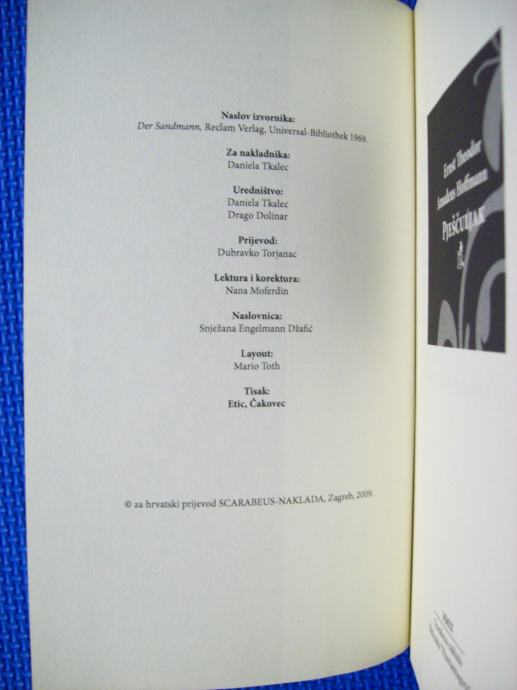 Naslov izvornika:
Der Sandmann, Reclam Verlag, Universal-Bibliothek 1969.
Za nakladnika:
Daniela Tkalec
Uredništvo:
Daniela Tkalec
Drago Dolinar
Prijevod:
Dubravko Torjanac
Lektura i korektura:
Nana Moferdin
Naslovnica:
Snježana Engelmann Džafić
Layout:
Mario Toth
Tisak:
Etic, Čakovec
© za hrvatski prijevod SCARABEUS-NAKLADA, Zagreb, 2009.
Ernst Theodor
Amadeus Hoffmann
PJEŠČULJAK